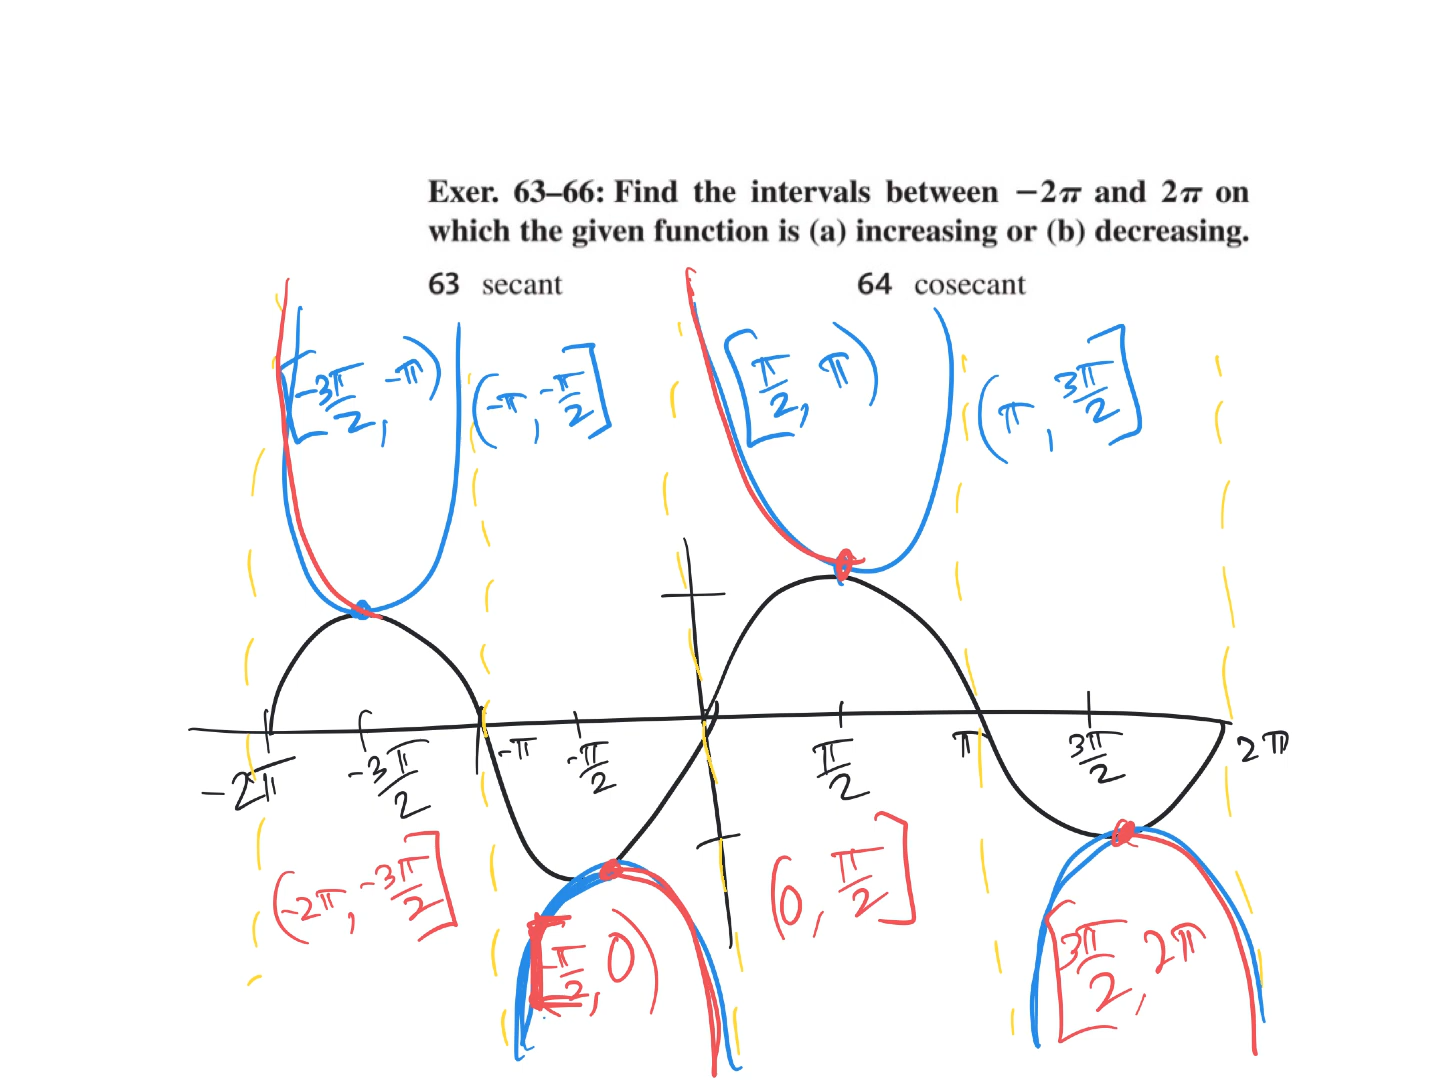 Exer. 63–66: Find the intervals between −2π and 2π on
which the given function is (a) increasing or (b) decreasing.
63 secant 64 cosecant
[-3π/2, -π) (-π, -π/2] [π/2, π) (π, 3π/2]
-2π -3π/2 -π -π/2 π/2 π 3π/2 2π
(-2π, -3π/2] [-π/2, 0) (0, π/2] [3π/2, 2π